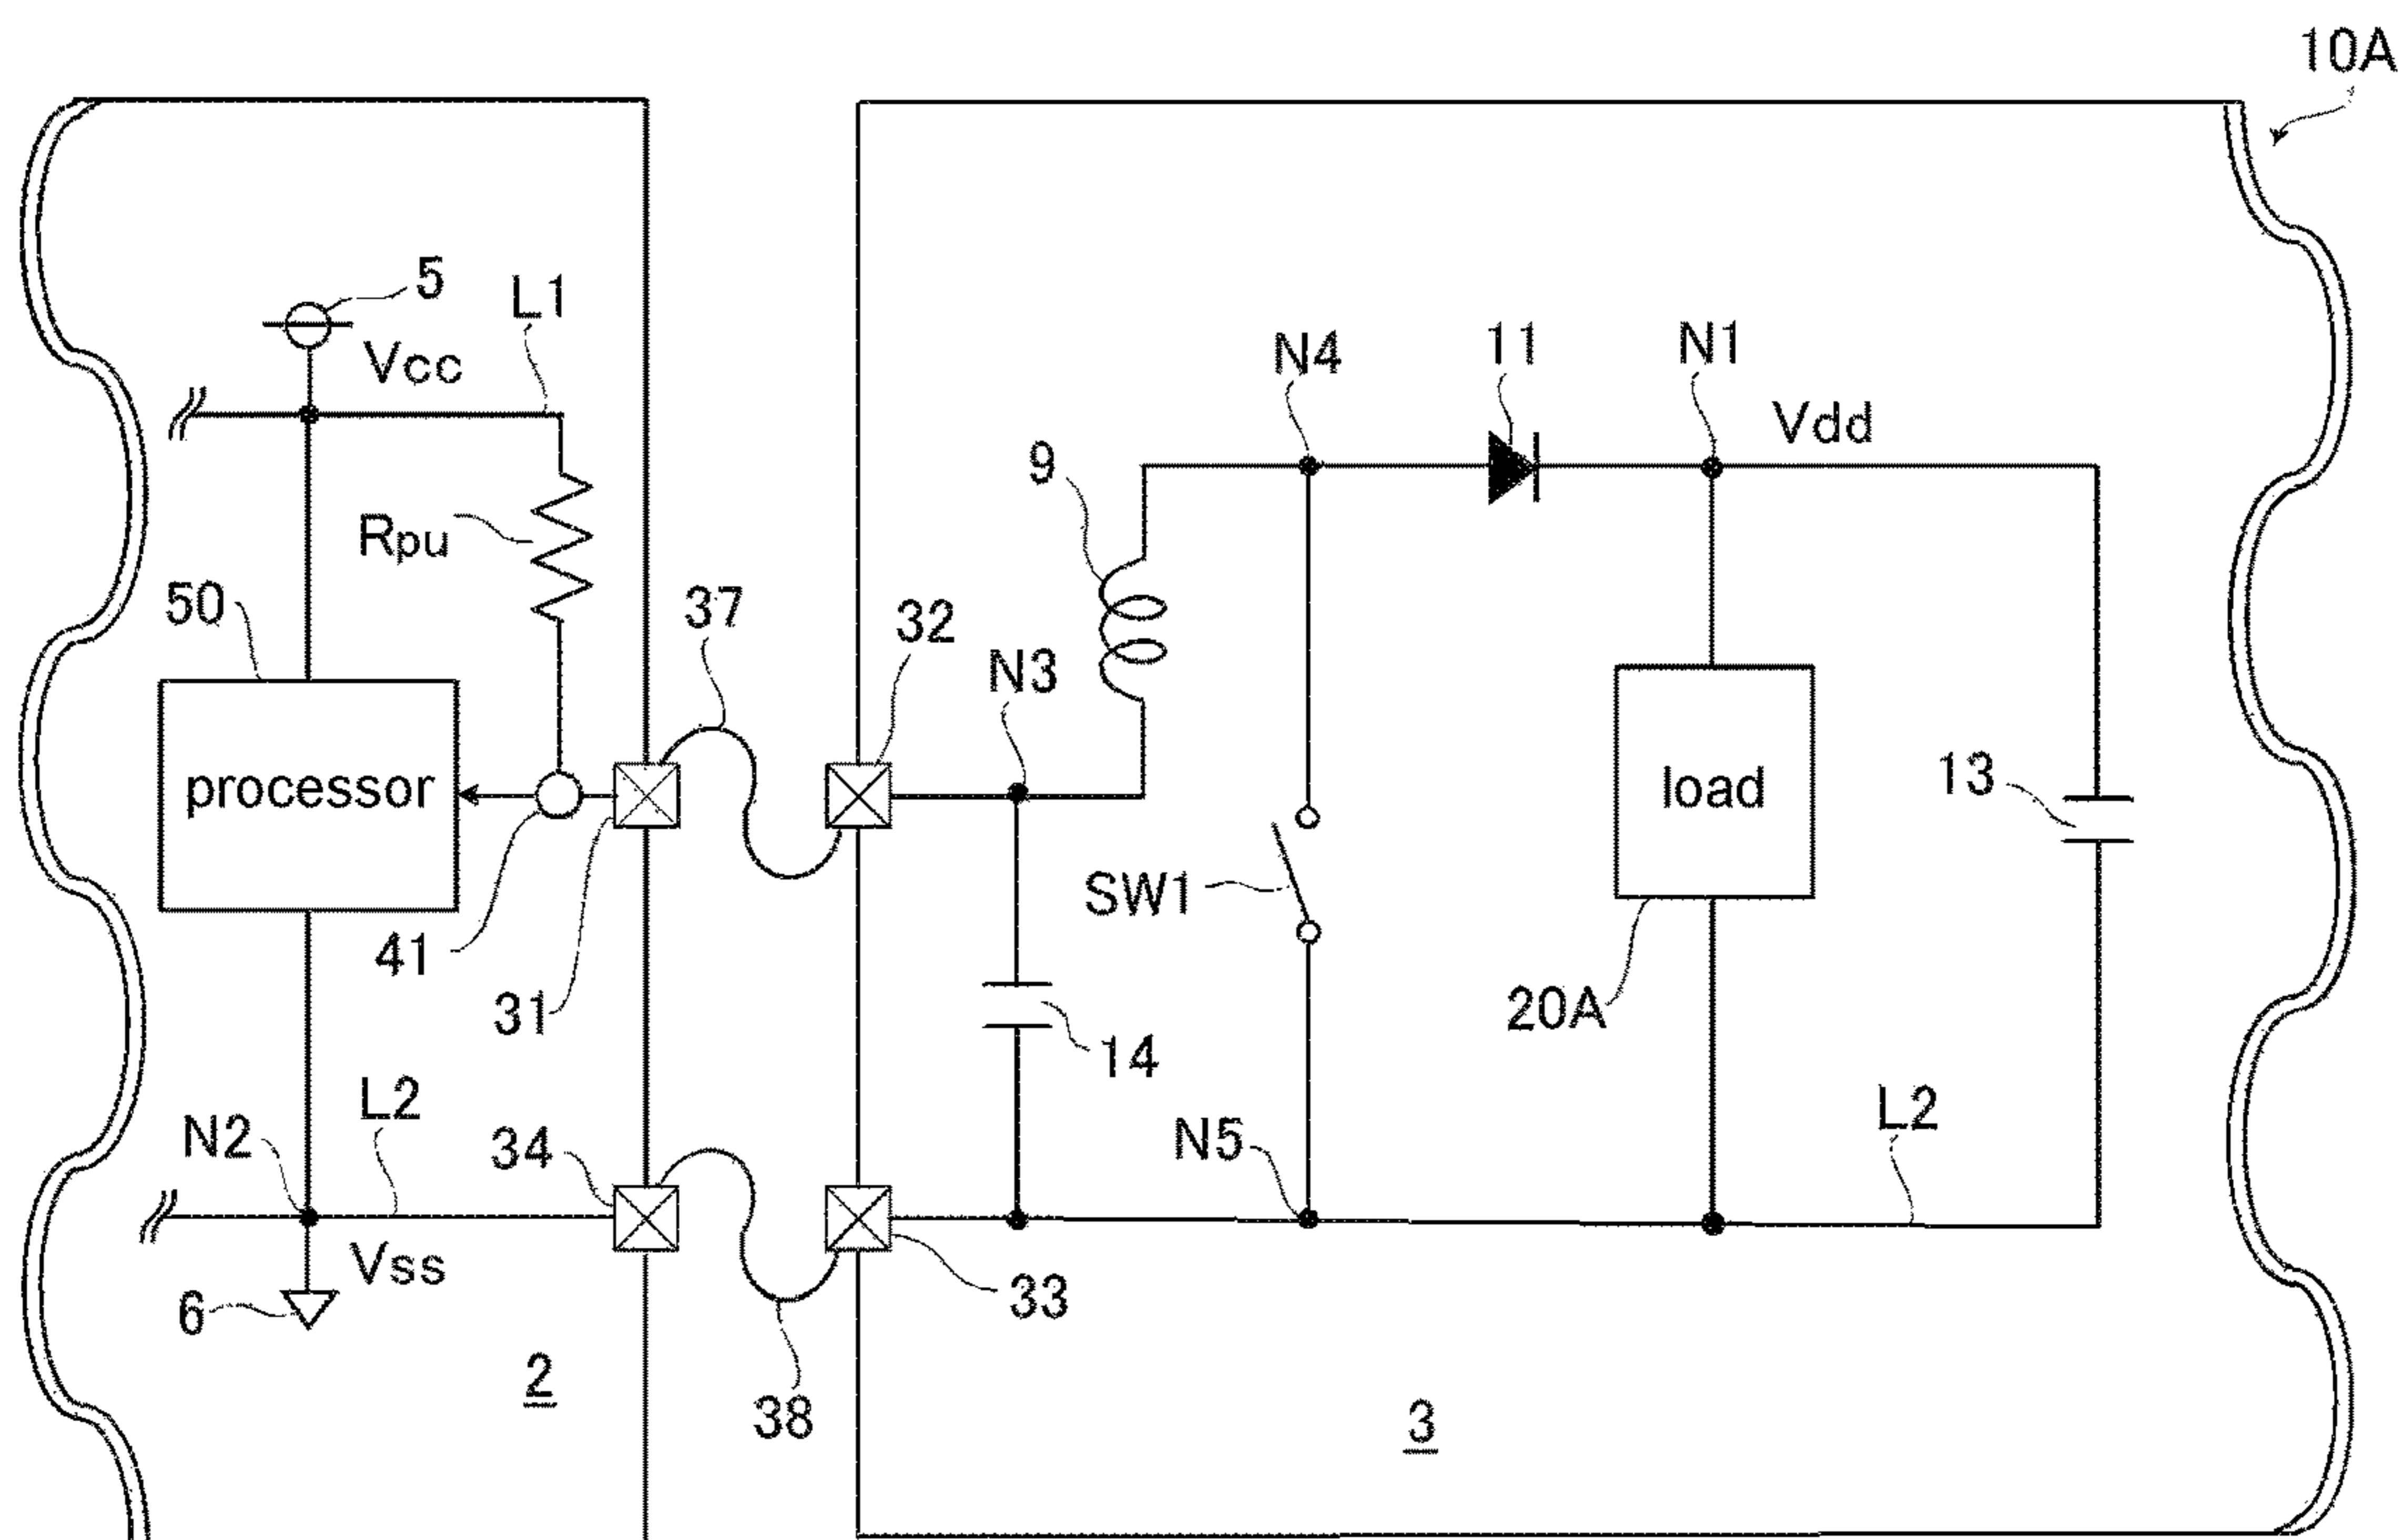 10A
5
L1
Vcc
N4
11
N1
Vdd
9
Rpu
50
37
32
N3
processor
load
13
SW1
41
31
14
20A
N2
L2
34
N5
L2
Vss
6
33
2
38
3